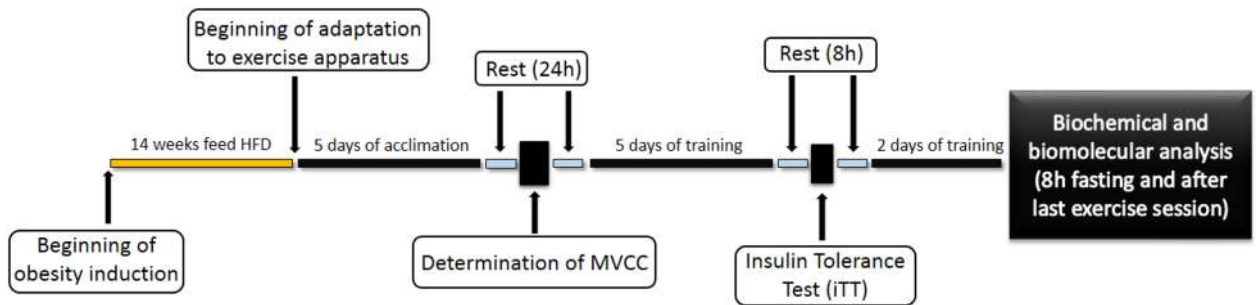 Beginning of adaptation
to exercise apparatus
Rest (24h)
Rest (8h)
14 weeks feed HFD
5 days of acclimation
5 days of training
2 days of training
Biochemical and
biomolecular analysis
(8h fasting and after
last exercise session)
Beginning of
obesity induction
Determination of MVCC
Insulin Tolerance
Test (iTT)